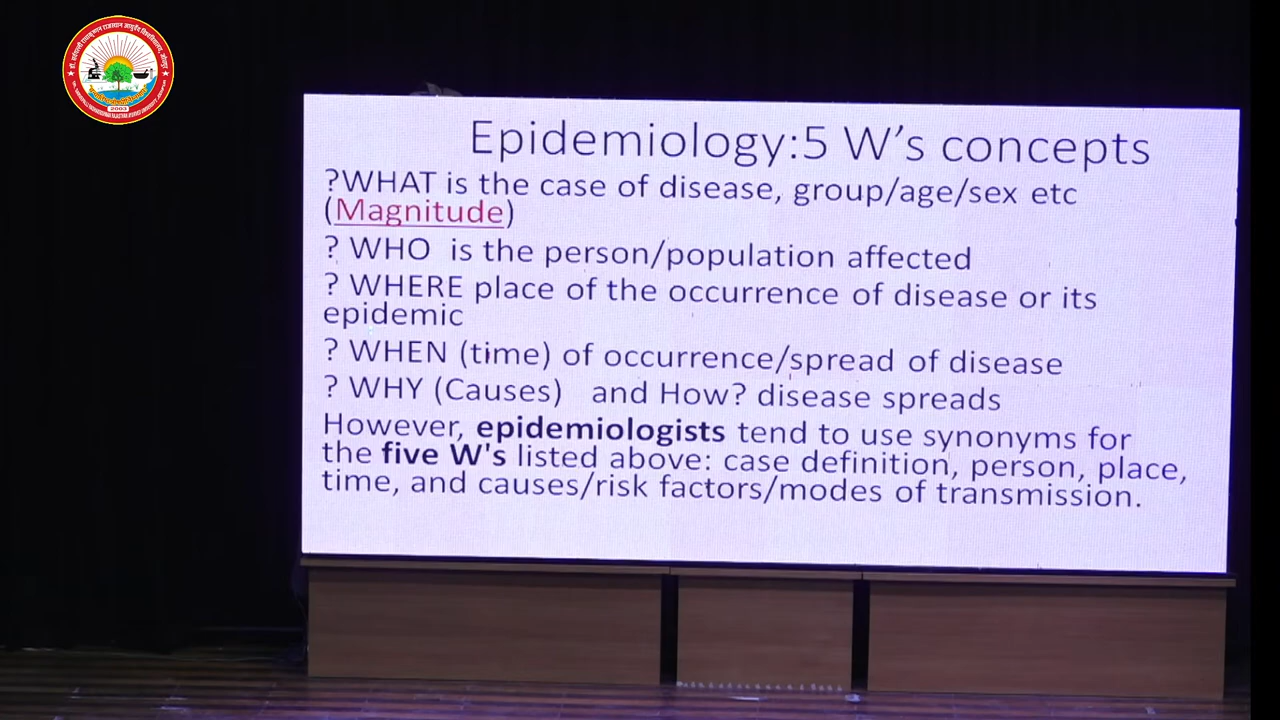 2003
Epidemiology:5 W's concepts
?WHAT is the case of disease, group/age/sex etc
(Magnitude)
? WHO is the person/population affected
? WHERE place of the occurrence of disease or its
epidemic
? WHEN (time) of occurrence/spread of disease
? WHY (Causes) and How? disease spreads
However, epidemiologists tend to use synonyms for
the five W's listed above: case definition, person, place,
time, and causes/risk factors/modes of transmission.